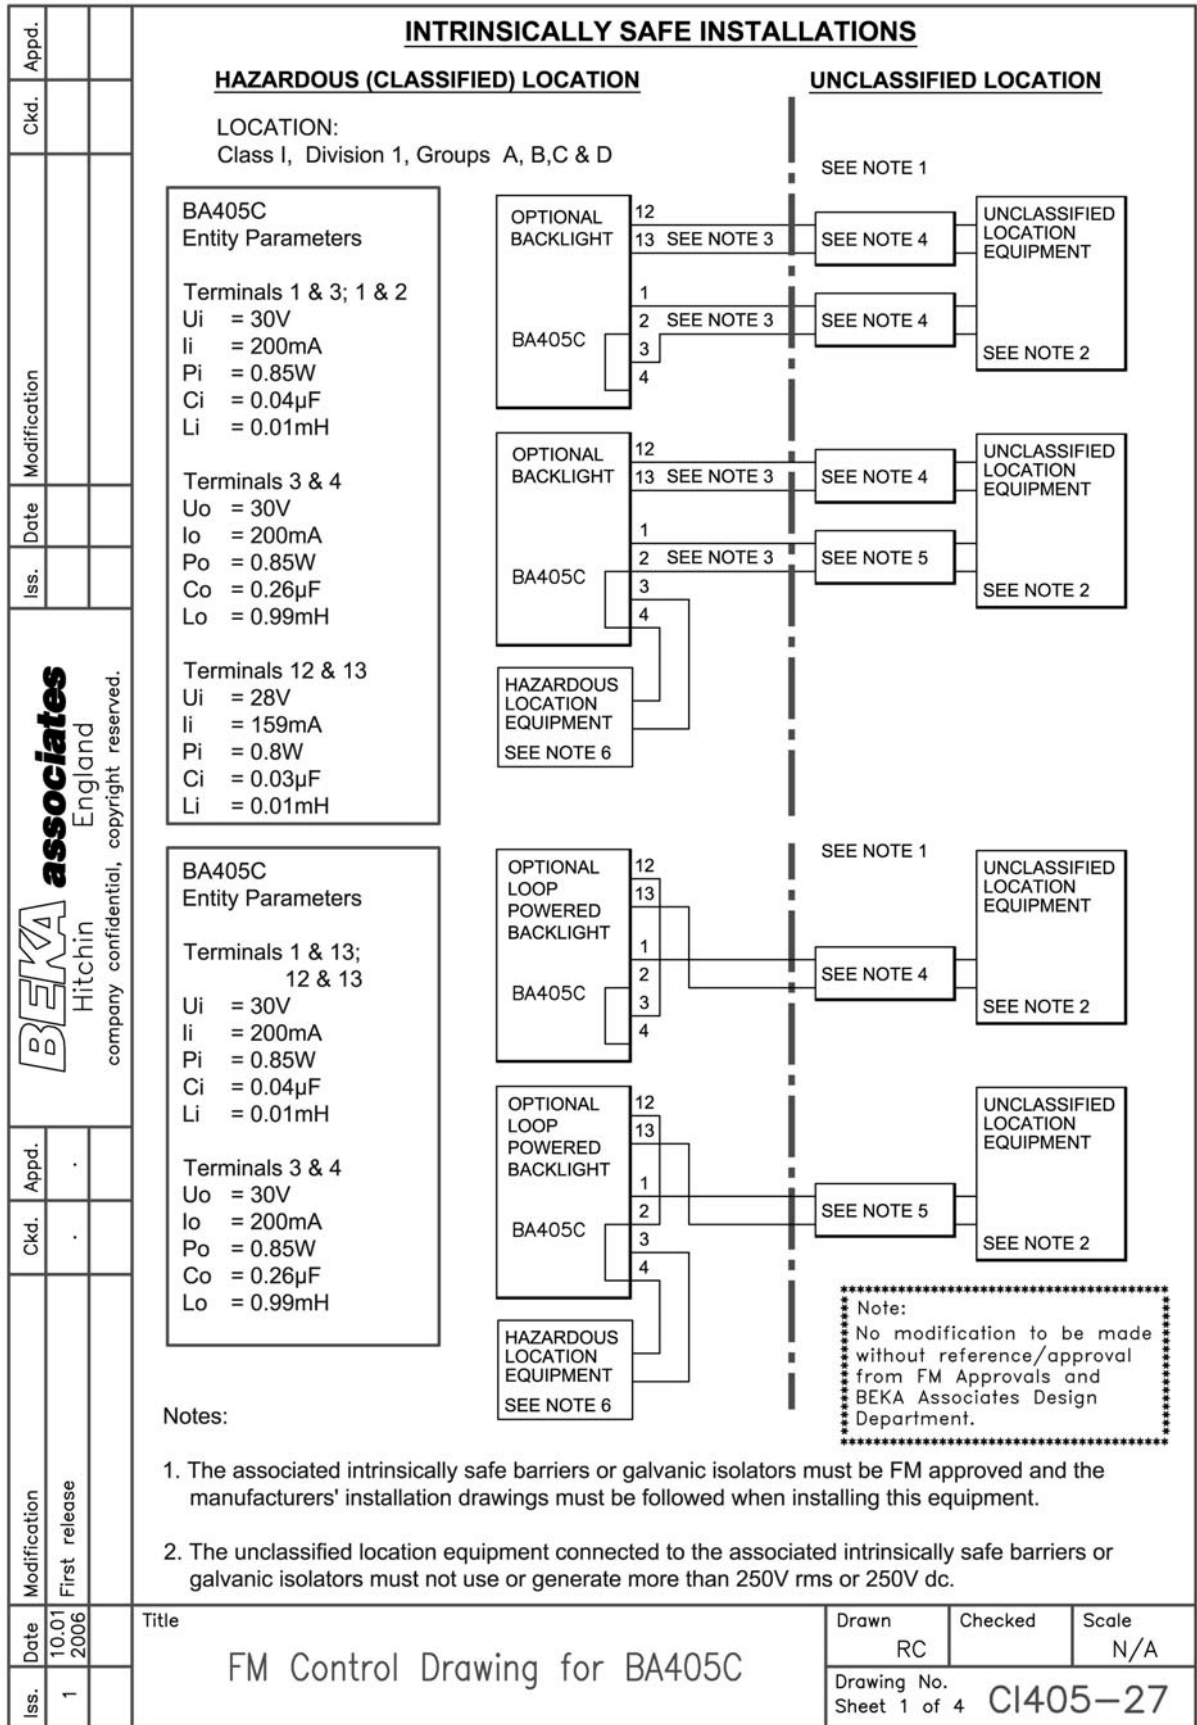 INTRINSICALLY SAFE INSTALLATIONS
HAZARDOUS (CLASSIFIED) LOCATION
UNCLASSIFIED LOCATION
LOCATION:
Class I, Division 1, Groups A, B,C & D
SEE NOTE 1
BA405C
Entity Parameters
Terminals 1 & 3; 1 & 2
Ui = 30V
Ii = 200mA
Pi = 0.85W
Ci = 0.04µF
Li = 0.01mH
Terminals 3 & 4
Uo = 30V
Io = 200mA
Po = 0.85W
Co = 0.26µF
Lo = 0.99mH
Terminals 12 & 13
Ui = 28V
Ii = 159mA
Pi = 0.8W
Ci = 0.03µF
Li = 0.01mH
OPTIONAL
BACKLIGHT
BA405C
12
13 SEE NOTE 3
1
2 SEE NOTE 3
3
4
SEE NOTE 4
SEE NOTE 4
UNCLASSIFIED
LOCATION
EQUIPMENT
SEE NOTE 2
OPTIONAL
BACKLIGHT
BA405C
12
13 SEE NOTE 3
1
2 SEE NOTE 3
3
4
SEE NOTE 4
SEE NOTE 5
UNCLASSIFIED
LOCATION
EQUIPMENT
SEE NOTE 2
HAZARDOUS
LOCATION
EQUIPMENT
SEE NOTE 6
BA405C
Entity Parameters
Terminals 1 & 13;
12 & 13
Ui = 30V
Ii = 200mA
Pi = 0.85W
Ci = 0.04µF
Li = 0.01mH
Terminals 3 & 4
Uo = 30V
Io = 200mA
Po = 0.85W
Co = 0.26µF
Lo = 0.99mH
SEE NOTE 1
OPTIONAL
LOOP
POWERED
BACKLIGHT
BA405C
12
13
1
2
3
4
SEE NOTE 4
UNCLASSIFIED
LOCATION
EQUIPMENT
SEE NOTE 2
OPTIONAL
LOOP
POWERED
BACKLIGHT
BA405C
12
13
1
2
3
4
SEE NOTE 5
UNCLASSIFIED
LOCATION
EQUIPMENT
SEE NOTE 2
HAZARDOUS
LOCATION
EQUIPMENT
SEE NOTE 6
Note:
No modification to be made
without reference/approval
from FM Approvals and
BEKA Associates Design
Department.
Notes:
1. The associated intrinsically safe barriers or galvanic isolators must be FM approved and the
manufacturers' installation drawings must be followed when installing this equipment.
2. The unclassified location equipment connected to the associated intrinsically safe barriers or
galvanic isolators must not use or generate more than 250V rms or 250V dc.
Title
FM Control Drawing for BA405C
Drawn
RC
Checked
Scale
N/A
Drawing No.
Sheet 1 of 4
CI405-27
Iss. Date Modification Ckd. Appd.
1 10.01 2006 First release . .
BEKA associates
Hitchin England
company confidential, copyright reserved.
Iss. Date Modification Ckd. Appd.